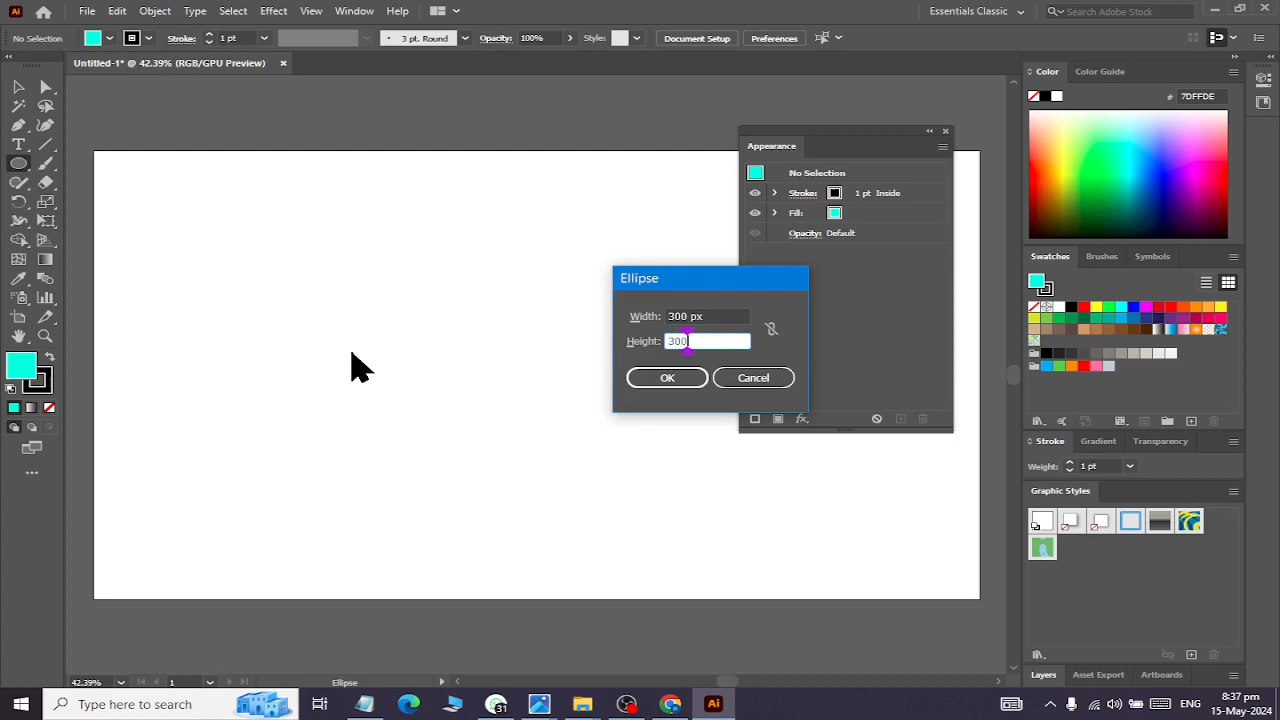 Ai File Edit Object Type Select Effect View Window Help Essentials Classic Search Adobe Stock
No Selection Stroke: 1 pt 3 pt. Round Opacity: 100% Style: Document Setup Preferences
Untitled-1* @ 42.39% (RGB/GPU Preview)
Color Color Guide
# 7DFFDE
Appearance
No Selection
Stroke: 1 pt Inside
Fill:
Opacity: Default
Swatches Brushes Symbols
Ellipse
Width: 300 px
Height: 300
OK Cancel
fx
Stroke Gradient Transparency
Weight: 1 pt
Graphic Styles
Layers Asset Export Artboards
42.39% 1 Ellipse
Type here to search
31
Ai
8:37 pm
15-May-2024